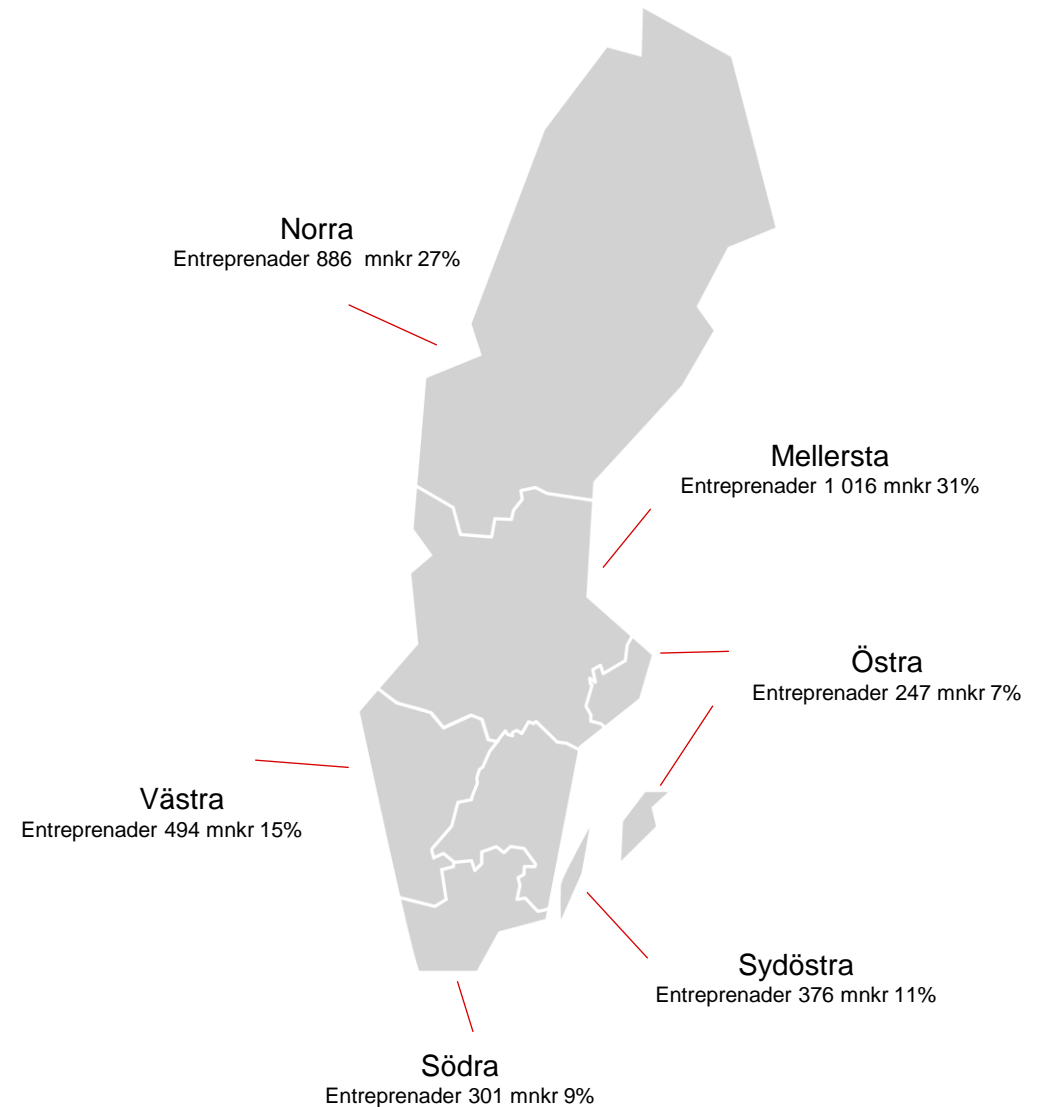 Norra
Entreprenader 886 mnkr 27%
Mellersta
Entreprenader 1 016 mnkr 31%
Östra
Entreprenader 247 mnkr 7%
Västra
Entreprenader 494 mnkr 15%
Sydöstra
Entreprenader 376 mnkr 11%
Södra
Entreprenader 301 mnkr 9%